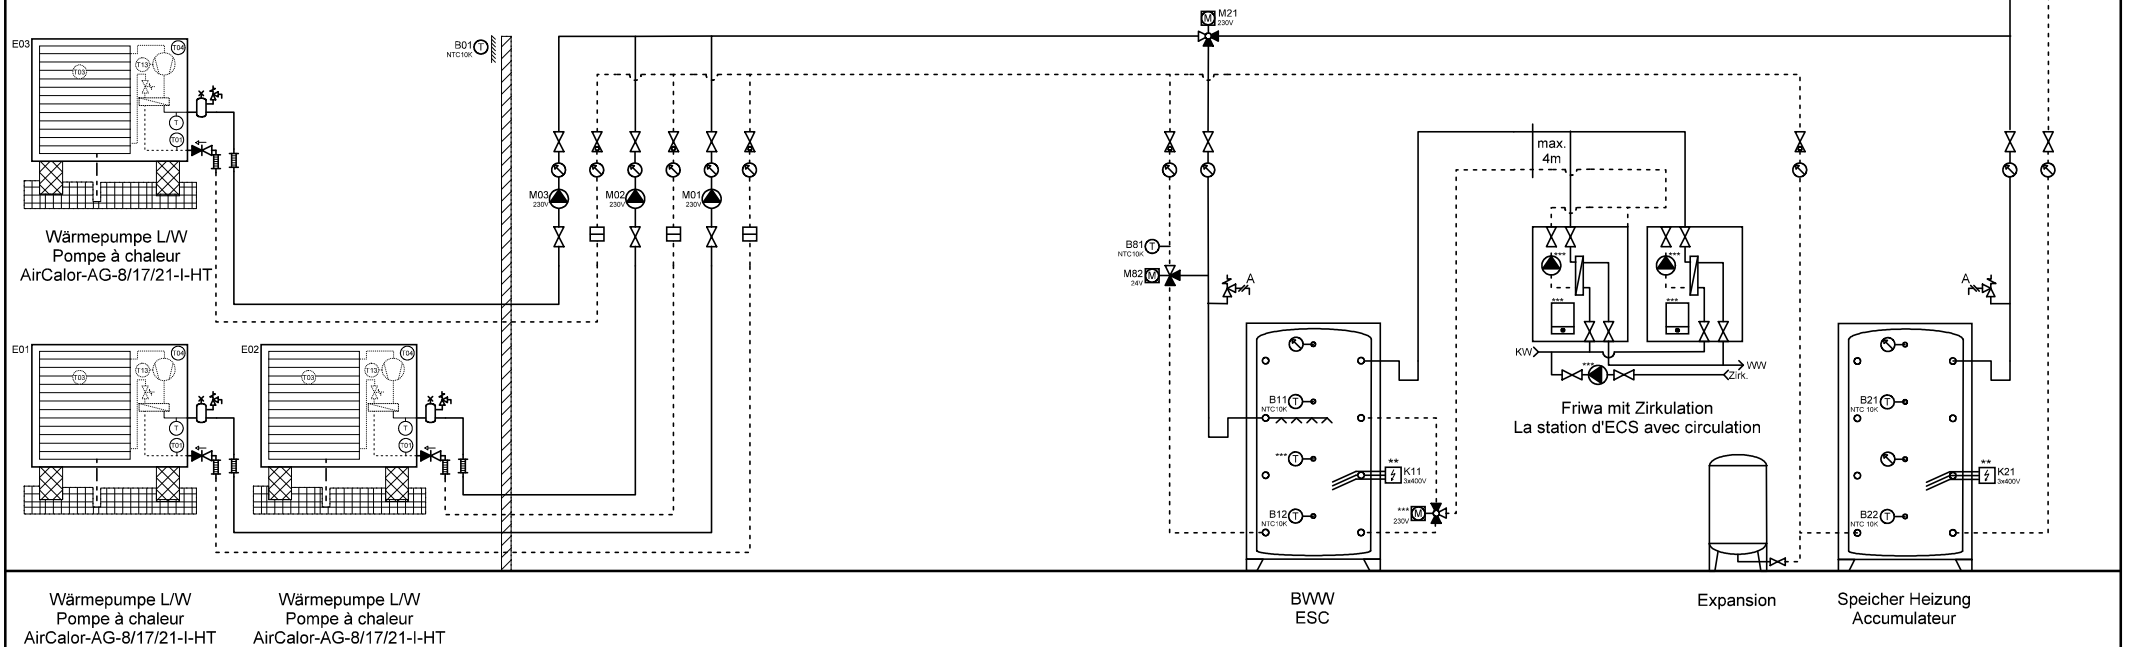 M21
230V
E03
T04
T03
T13
T
T01
B01
T
NTC10K
M
max.
4m
M03
230V
M02
230V
M01
230V
Wärmepumpe L/W
Pompe à chaleur
AirCalor-AG-8/17/21-I-HT
B81
T
NTC10K
M82
M
24V
A
A
***
***
***
***
KW
WW
***
Zirk.
Friwa mit Zirkulation
La station d'ECS avec circulation
E01
T04
T03
T13
T
T01
E02
T04
T03
T13
T
T01
B11
T
NTC10K
***
T
**
K11
3x400V
B12
T
NTC10K
***
M
230V
B21
T
NTC 10K
**
K21
3x400V
B22
T
NTC 10K
Wärmepumpe L/W
Pompe à chaleur
AirCalor-AG-8/17/21-I-HT
Wärmepumpe L/W
Pompe à chaleur
AirCalor-AG-8/17/21-I-HT
BWW
ESC
Expansion
Speicher Heizung
Accumulateur